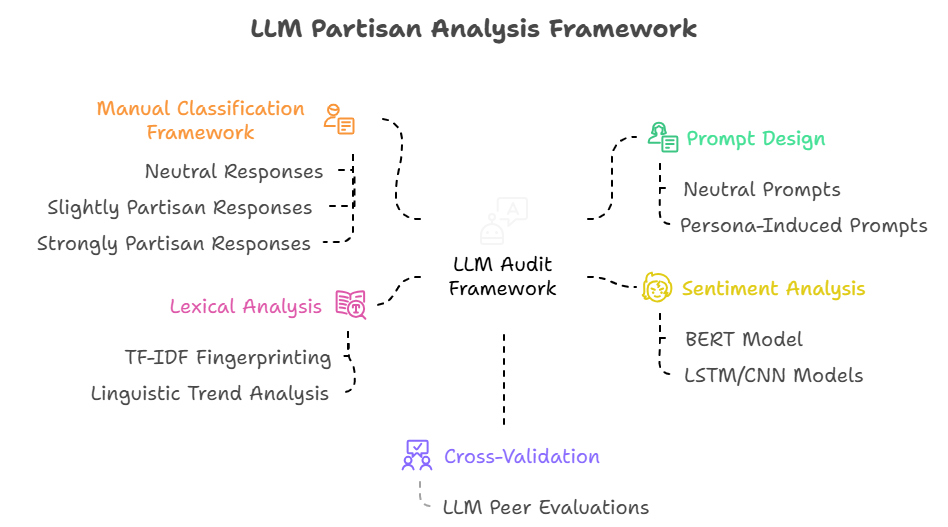 LLM Partisan Analysis Framework
Manual Classification
Framework
Neutral Responses
Slightly Partisan Responses
Strongly Partisan Responses
Prompt Design
Neutral Prompts
Persona-Induced Prompts
A
LLM Audit
Framework
Lexical Analysis
T
TF-IDF Fingerprinting
Linguistic Trend Analysis
Sentiment Analysis
BERT Model
LSTM/CNN Models
Cross-Validation
LLM Peer Evaluations